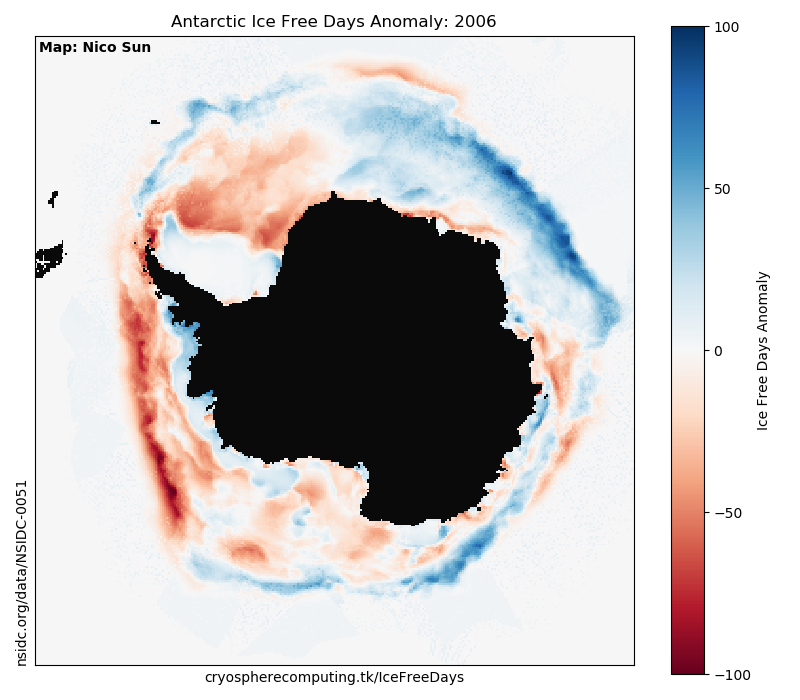 Antarctic Ice Free Days Anomaly: 2006
Map: Nico Sun
nsidc.org/data/NSIDC-0051
cryospherecomputing.tk/IceFreeDays
100
50
0
−50
−100
Ice Free Days Anomaly